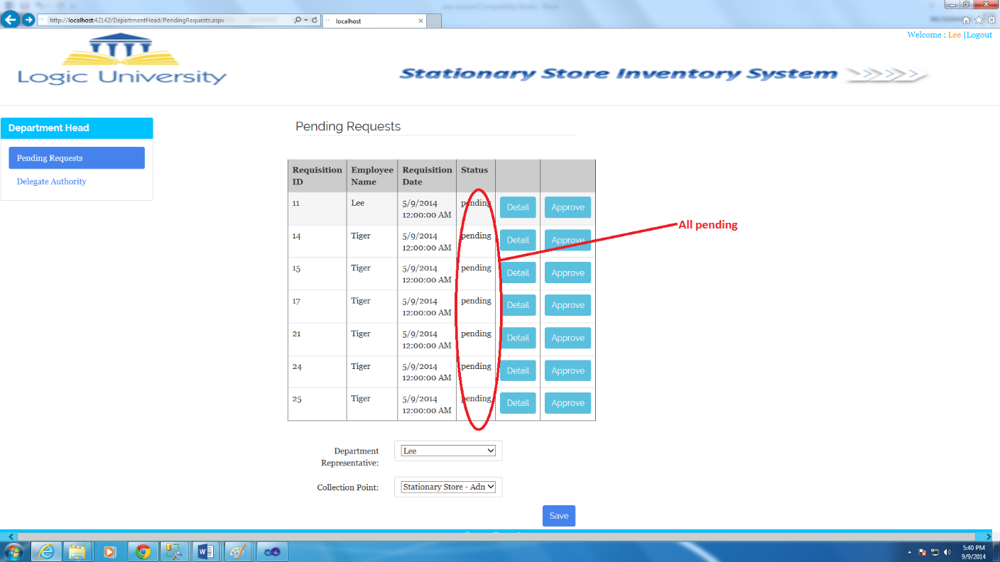 http://localhost:42142/DepartmentHead/PendingRequests.aspx
localhost
Welcome : Lee |Logout
Logic University
Stationary Store Inventory System
Department Head
Pending Requests
Delegate Authority
Pending Requests
Requisition ID Employee Name Requisition Date Status
11 Lee 5/9/2014 12:00:00 AM pending Detail Approve
14 Tiger 5/9/2014 12:00:00 AM pending Detail Approve
15 Tiger 5/9/2014 12:00:00 AM pending Detail Approve
17 Tiger 5/9/2014 12:00:00 AM pending Detail Approve
21 Tiger 5/9/2014 12:00:00 AM pending Detail Approve
24 Tiger 5/9/2014 12:00:00 AM pending Detail Approve
25 Tiger 5/9/2014 12:00:00 AM pending Detail Approve
All pending
Department Representative: Lee
Collection Point: Stationary Store - Adn
Save
5:40 PM
9/9/2014